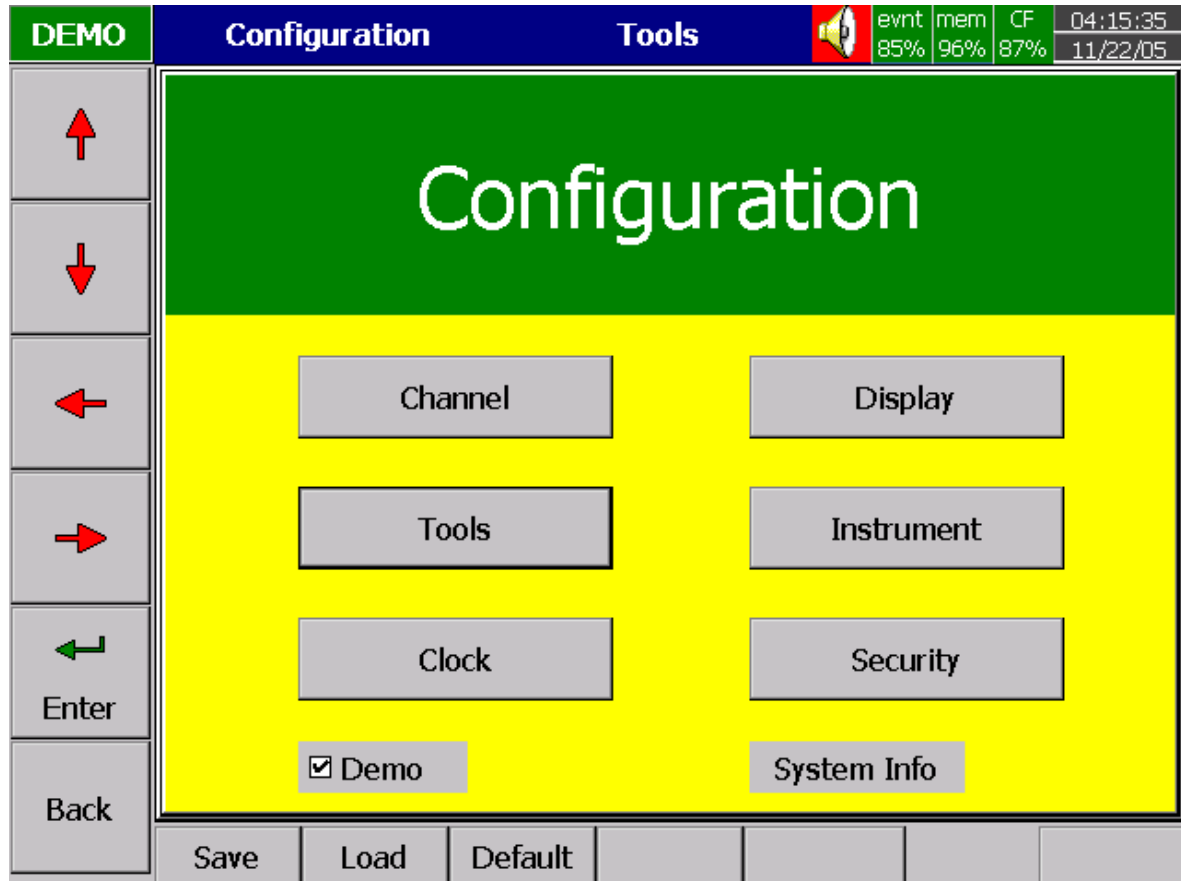 DEMO Configuration Tools evnt mem CF 04:15:35
85% 96% 87% 11/22/05
Configuration
Channel Display
Tools Instrument
Clock Security
Enter
Demo System Info
Back
Save Load Default